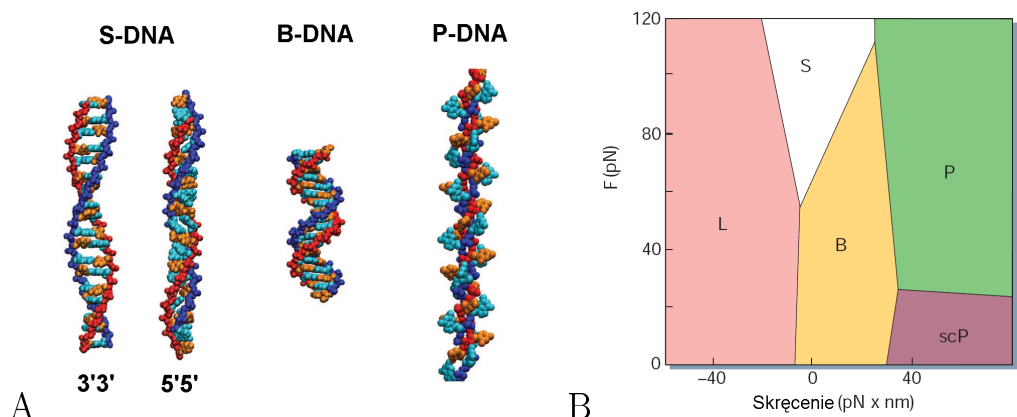 S-DNA
B-DNA
P-DNA
3'3'
5'5'
A
120
80
40
0
F (pN)
S
P
L
B
scP
−40
0
40
Skręcenie (pN x nm)
B